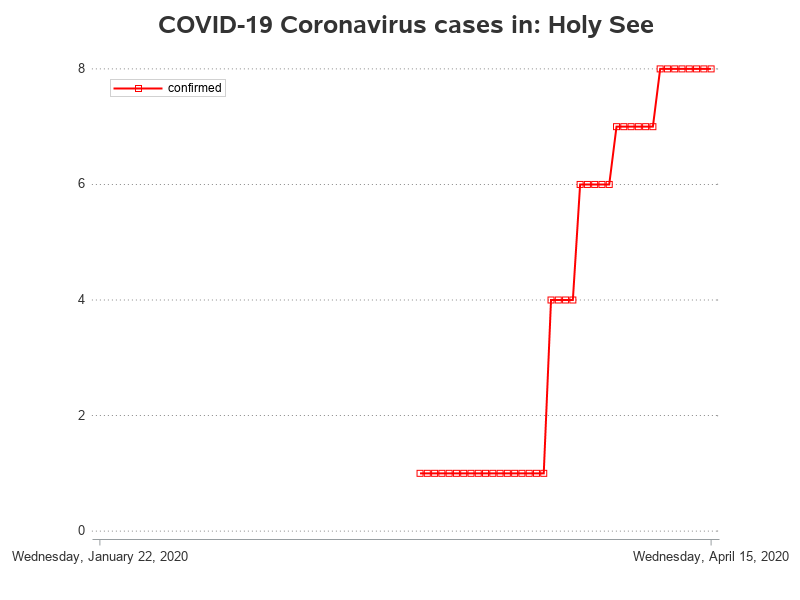 COVID-19 Coronavirus cases in: Holy See
8
confirmed
6
4
2
0
Wednesday, January 22, 2020
Wednesday, April 15, 2020